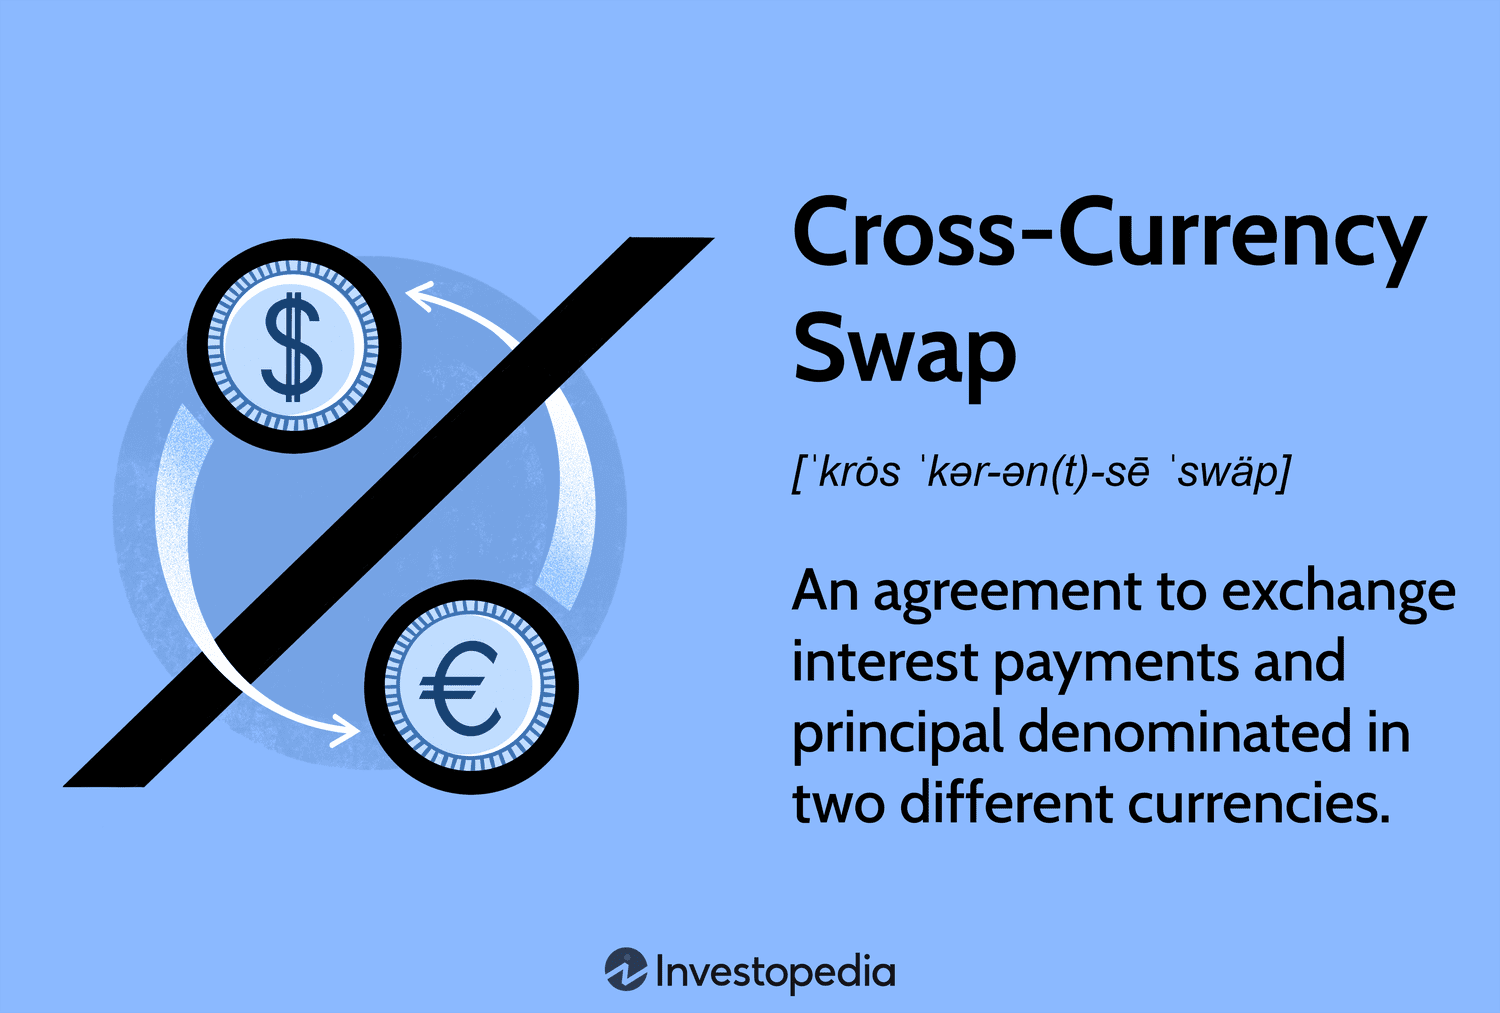 $
€
Cross-Currency
Swap
[ˈkrȯs ˈkər-ən(t)-sē ˈswäp]
An agreement to exchange
interest payments and
principal denominated in
two different currencies.
Investopedia